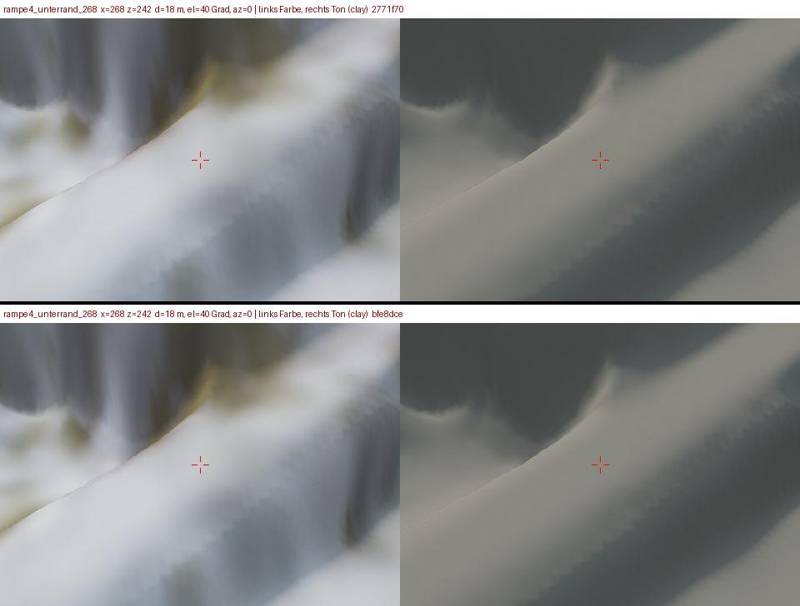 rampe4_unterrand_268 x=268 z=242 d=18 m, el=40 Grad, az=0 | links Farbe, rechts Ton (clay) 2771f70
rampe4_unterrand_268 x=268 z=242 d=18 m, el=40 Grad, az=0 | links Farbe, rechts Ton (clay) bfe8dce